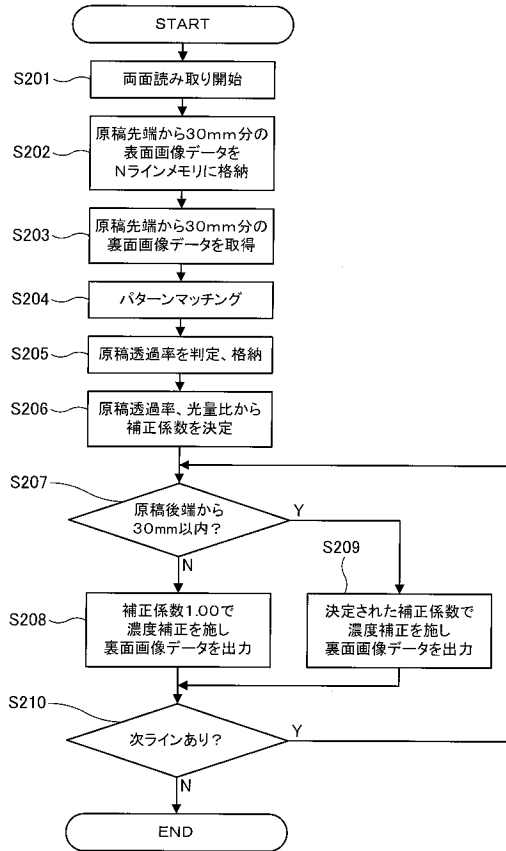 START
S201
両面読み取り開始
S202
原稿先端から30mm分の
表面画像データを
Nラインメモリに格納
S203
原稿先端から30mm分の
裏面画像データを取得
S204
パターンマッチング
S205
原稿透過率を判定、格納
S206
原稿透過率、光量比から
補正係数を決定
S207
原稿後端から
30mm以内?
Y
N
S208
補正係数1.00で
濃度補正を施し
裏面画像データを出力
S209
決定された補正係数で
濃度補正を施し
裏面画像データを出力
S210
次ラインあり?
Y
N
END